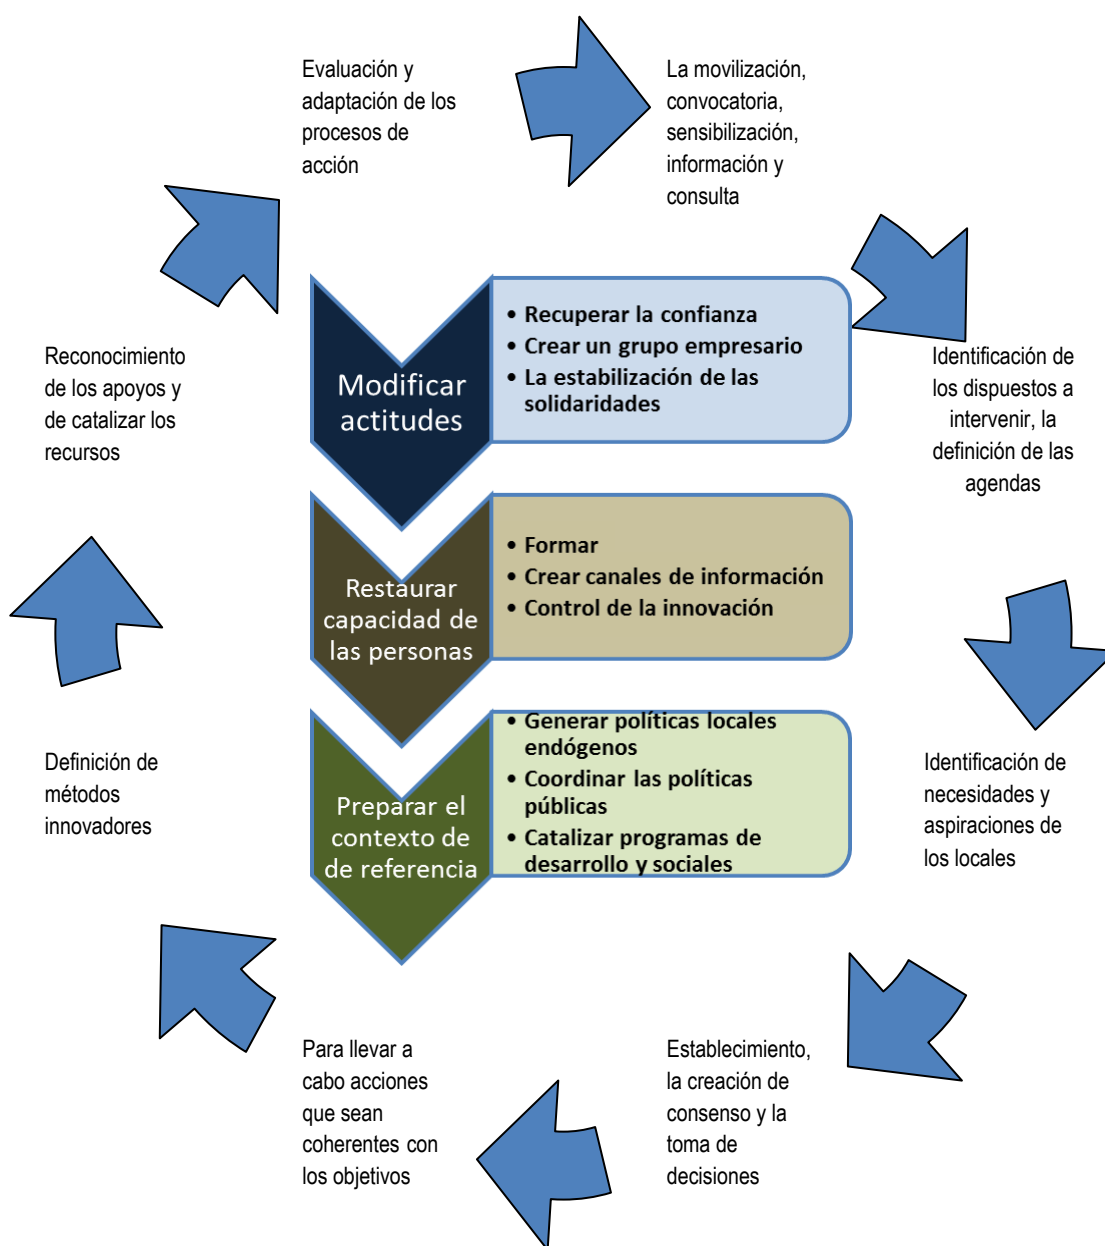 Evaluación y
adaptación de los
procesos de
acción
La movilización,
convocatoria,
sensibilización,
información y
consulta
Reconocimiento
de los apoyos y
de catalizar los
recursos
Modificar
actitudes
• Recuperar la confianza
• Crear un grupo empresario
• La estabilización de las
solidaridades
Identificación de
los dispuestos a
intervenir, la
definición de las
agendas
Restaurar
capacidad de
las personas
• Formar
• Crear canales de información
• Control de la innovación
Definición de
métodos
innovadores
Preparar el
contexto de
de referencia
• Generar políticas locales
endógenos
• Coordinar las políticas
públicas
• Catalizar programas de
desarrollo y sociales
Identificación de
necesidades y
aspiraciones de
los locales
Para llevar a
cabo acciones
que sean
coherentes con
los objetivos
Establecimiento,
la creación de
consenso y la
toma de
decisiones